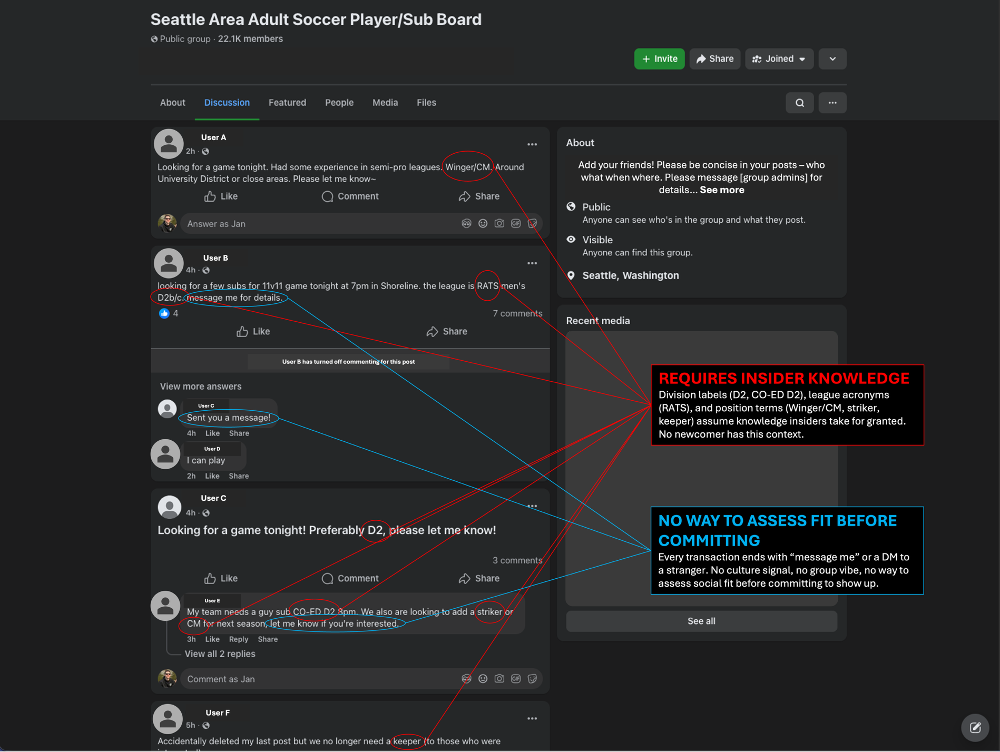 Seattle Area Adult Soccer Player/Sub Board
Public group · 22.1K members
+ Invite
Share
Joined
About
Discussion
Featured
People
Media
Files
User A
2h ·
Looking for a game tonight. Had some experience in semi-pro leagues. Winger/CM. Around
University District or close areas. Please let me know~
Like
Comment
Share
Answer as Jan
GIF
User B
4h ·
looking for a few subs for 11v11 game tonight at 7pm in Shoreline. the league is RATS men's
D2b/c. message me for details.
4
7 comments
Like
Share
User B has turned off commenting for this post
View more answers
User C
Sent you a message!
4h Like Share
User D
I can play
2h Like Share
User C
4h ·
Looking for a game tonight! Preferably D2, please let me know!
3 comments
Like
Comment
Share
User E
My team needs a guy sub CO-ED D2 8pm. We also are looking to add a striker or
CM for next season, let me know if you're interested.
3h Like Reply Share
View all 2 replies
Comment as Jan
GIF
User F
5h ·
Accidentally deleted my last post but we no longer need a keeper (to those who were
About
Add your friends! Please be concise in your posts – who
what when where. Please message [group admins] for
details... See more
Public
Anyone can see who's in the group and what they post.
Visible
Anyone can find this group.
Seattle, Washington
Recent media
REQUIRES INSIDER KNOWLEDGE
Division labels (D2, CO-ED D2), league acronyms
(RATS), and position terms (Winger/CM, striker,
keeper) assume knowledge insiders take for granted.
No newcomer has this context.
NO WAY TO ASSESS FIT BEFORE
COMMITTING
Every transaction ends with “message me” or a DM to
a stranger. No culture signal, no group vibe, no way to
assess social fit before committing to show up.
See all